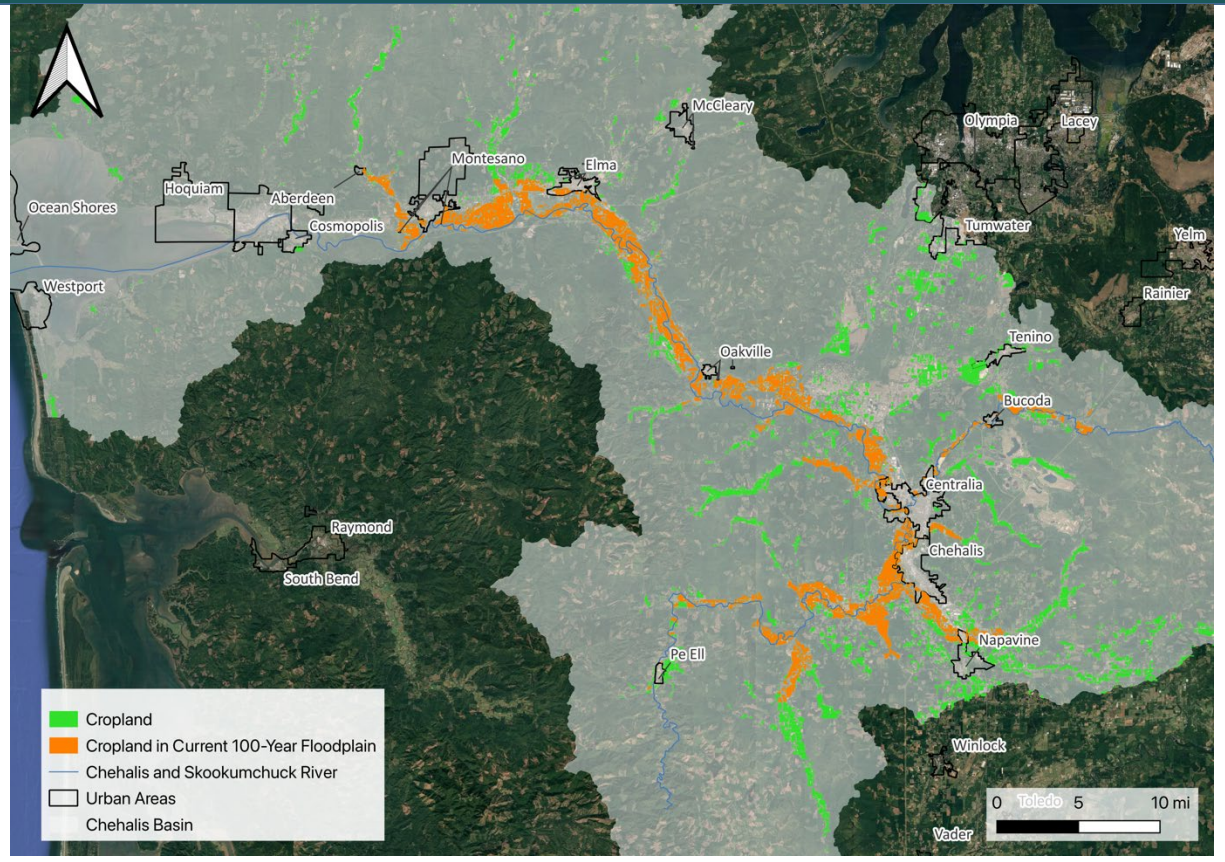 McCleary
Olympia
Lacey
Montesano
Elma
Hoquiam
Aberdeen
Ocean Shores
Cosmopolis
Tumwater
Yelm
Westport
Rainier
Tenino
Oakville
Bucoda
Centralia
Raymond
Chehalis
South Bend
Napavine
Pe Ell
Winlock
Toledo
Vader
Cropland
Cropland in Current 100-Year Floodplain
Chehalis and Skookumchuck River
Urban Areas
Chehalis Basin
0 5 10 mi